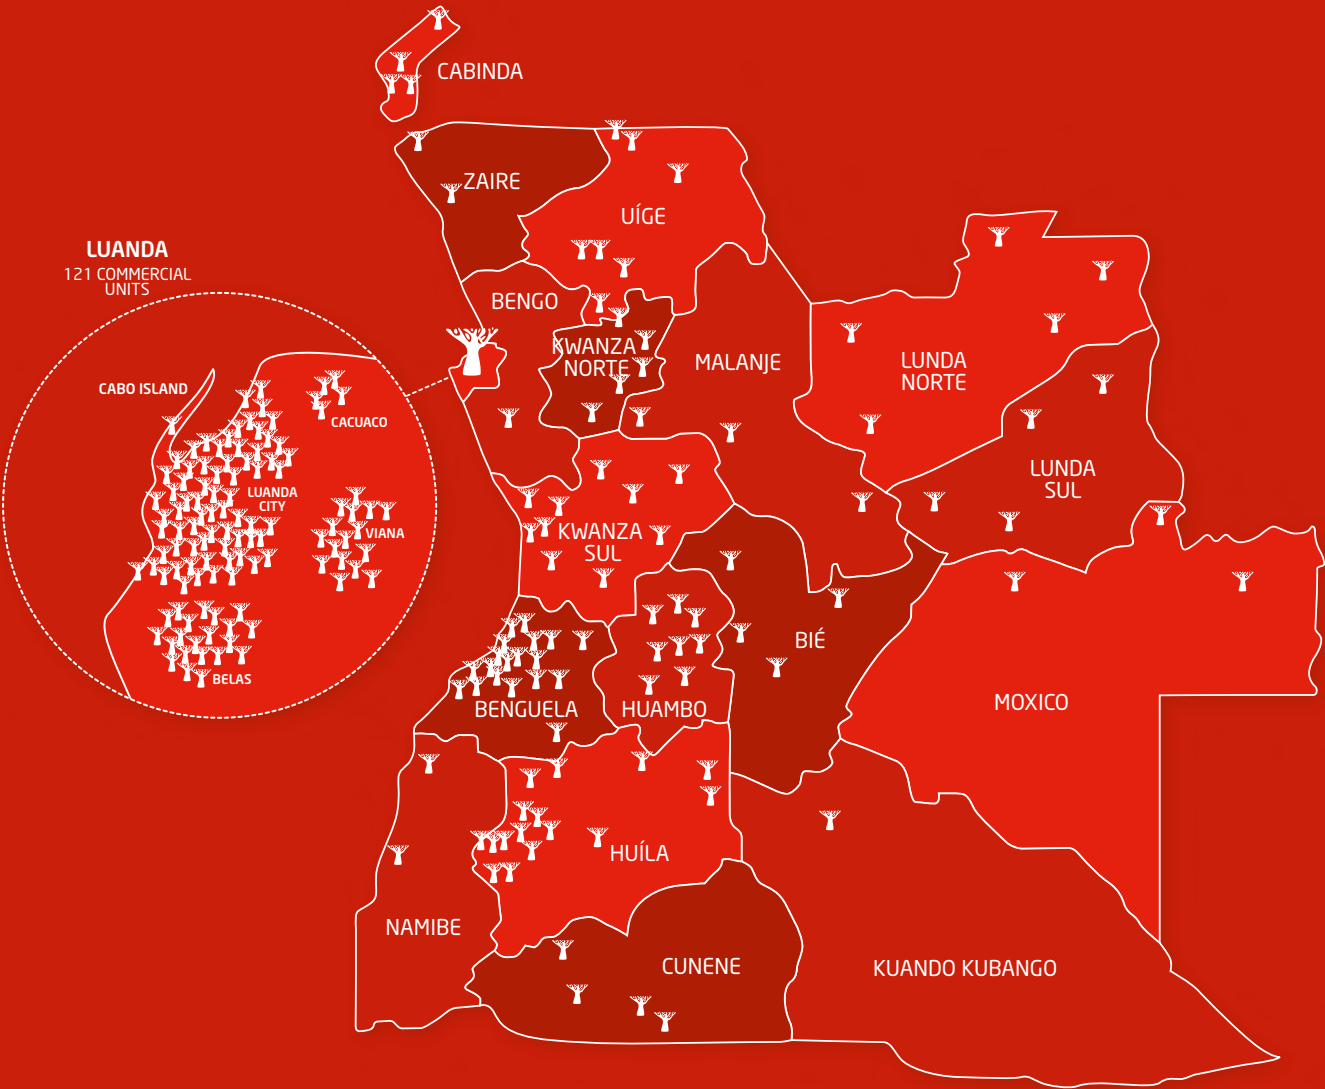 CABINDA
ZAIRE
UÍGE
LUANDA
121 COMMERCIAL
UNITS
BENGO
KWANZA
NORTE
MALANJE
LUNDA
NORTE
CABO ISLAND
CACUACO
LUNDA
SUL
LUANDA
CITY
VIANA
KWANZA
SUL
BIÉ
BELAS
BENGUELA
HUAMBO
MOXICO
HUÍLA
NAMIBE
CUNENE
KUANDO KUBANGO